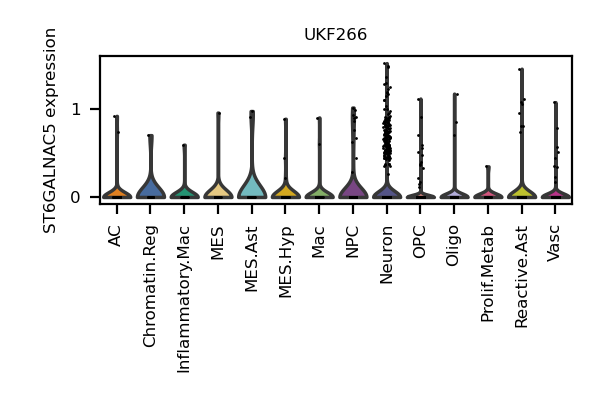 UKF266
ST6GALNAC5 expression
1
0
AC
Chromatin.Reg
Inflammatory.Mac
MES
MES.Ast
MES.Hyp
Mac
NPC
Neuron
OPC
Oligo
Prolif.Metab
Reactive.Ast
Vasc